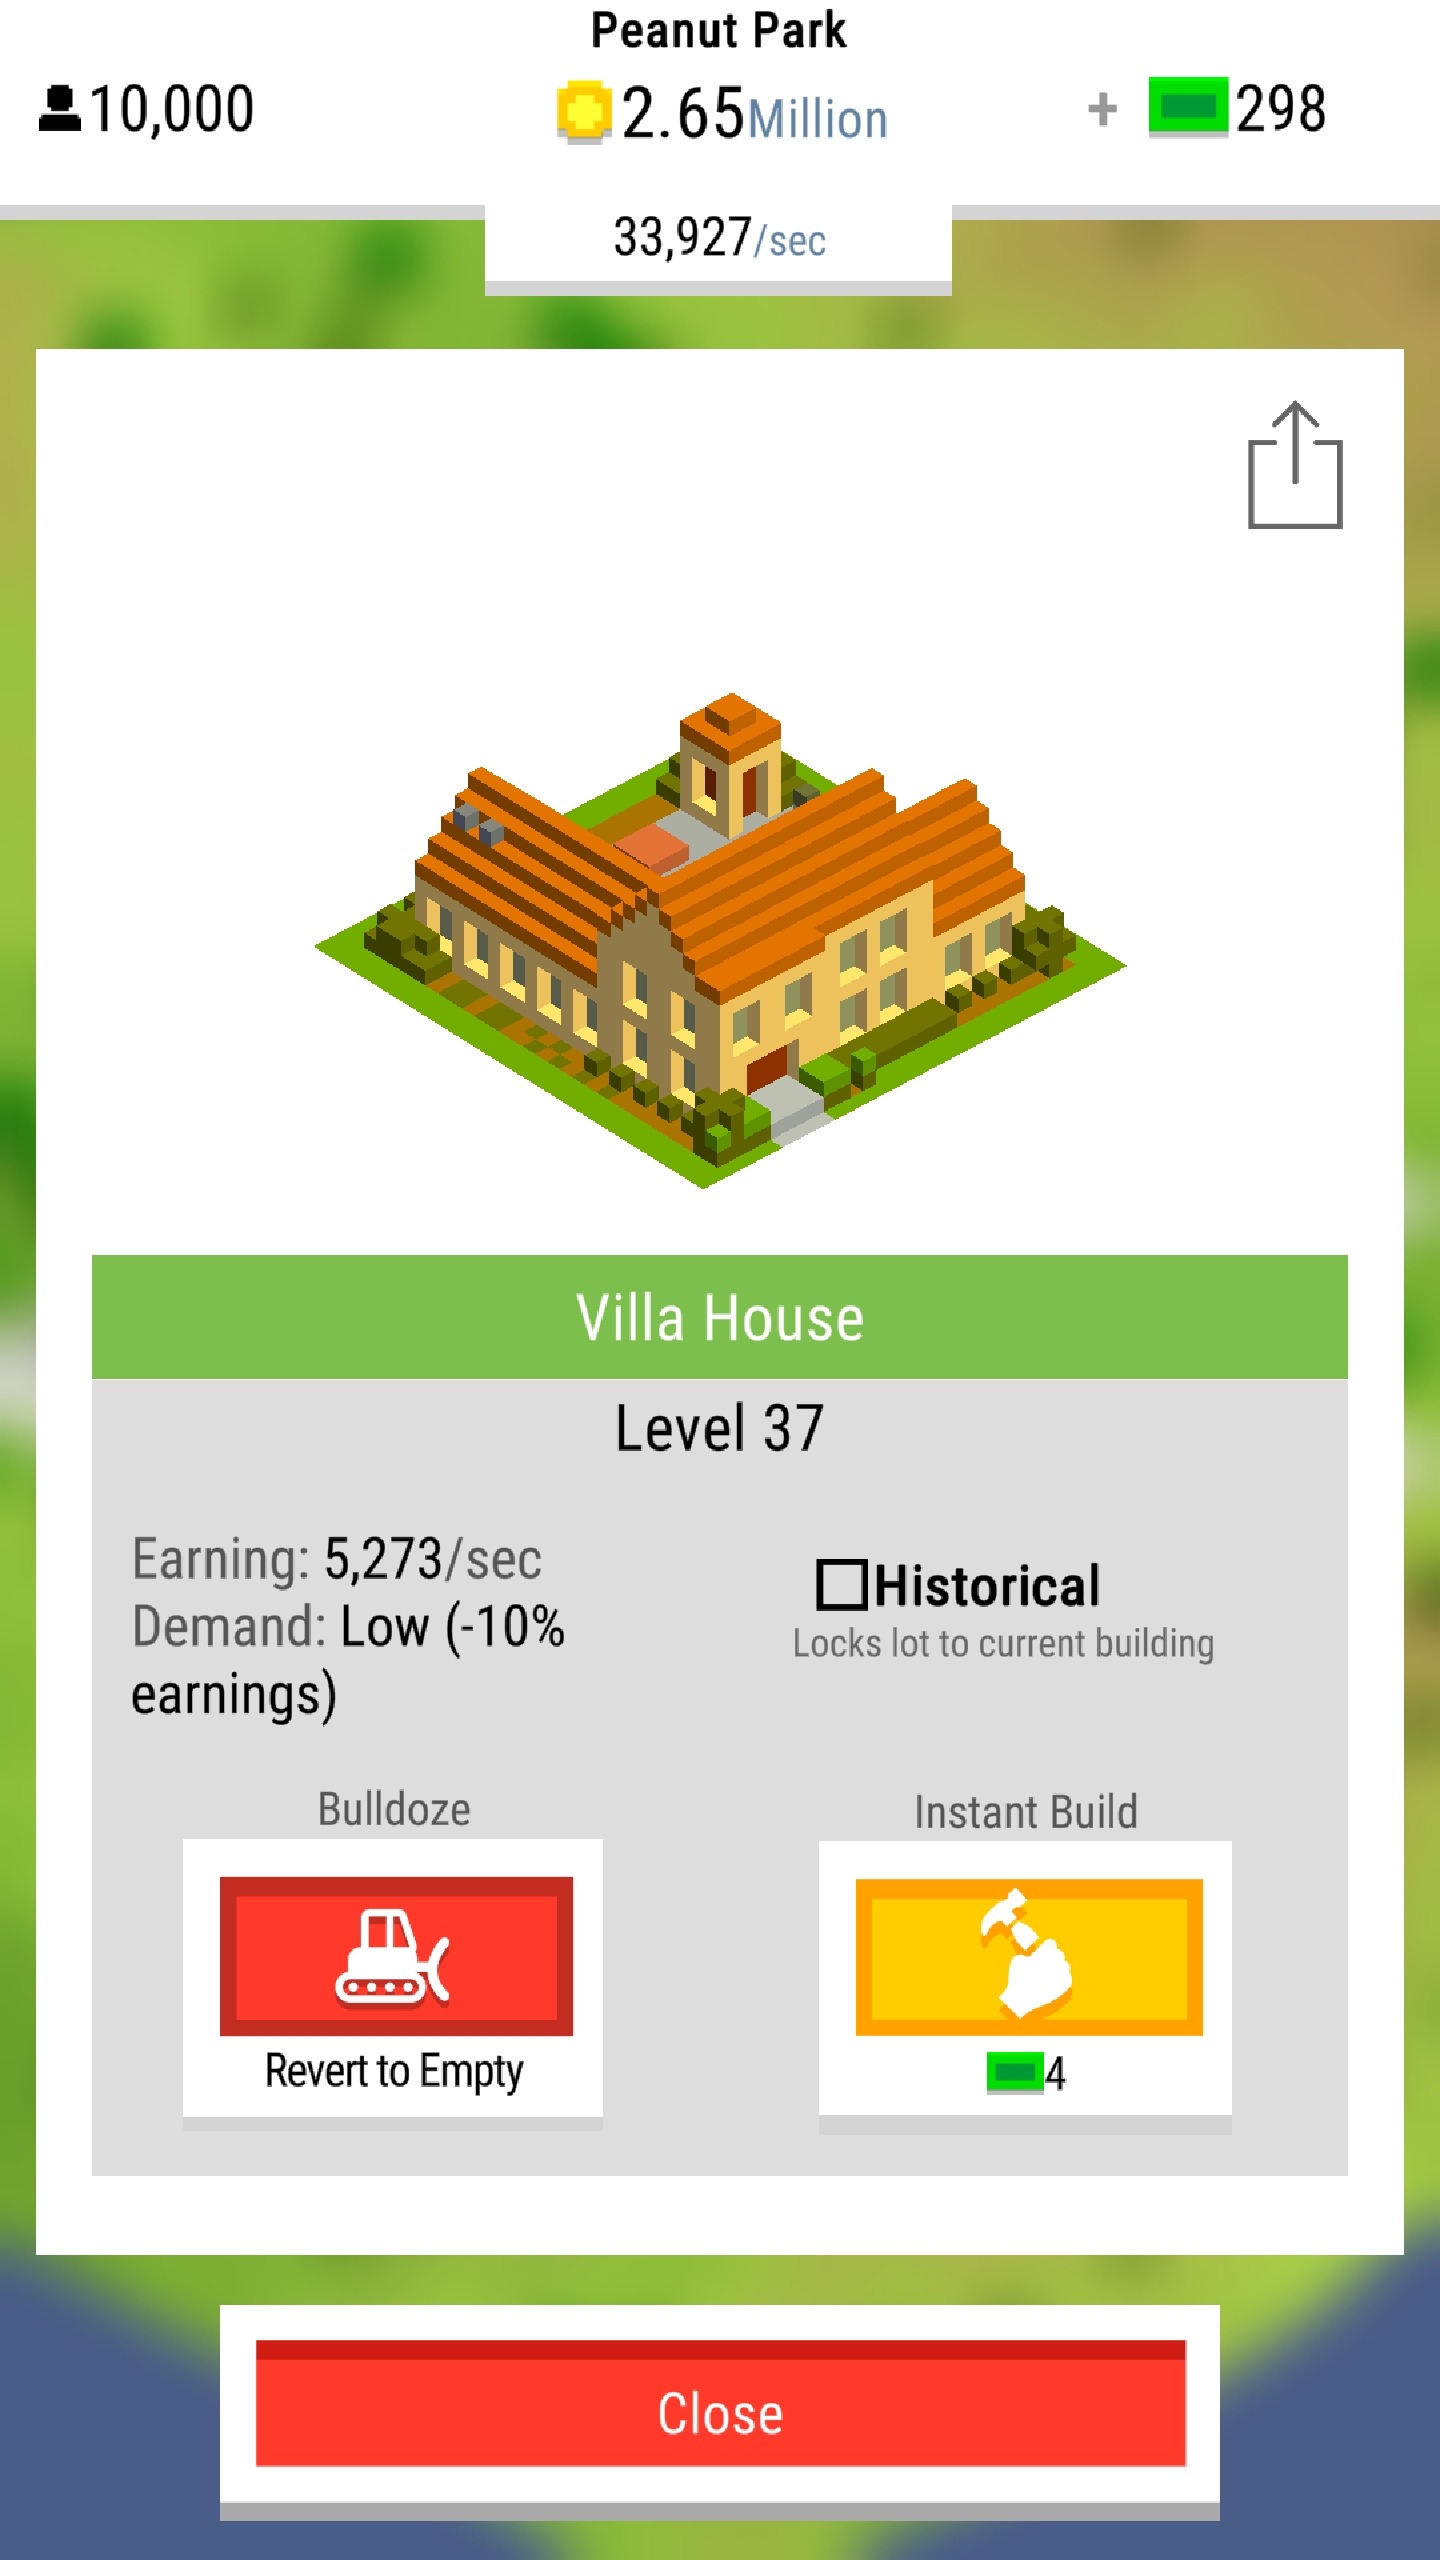 Peanut Park
10,000
2.65Million
+ 298
33,927/sec
Villa House
Level 37
Earning: 5,273/sec
Demand: Low (-10%
earnings)
Historical
Locks lot to current building
Bulldoze
Revert to Empty
Instant Build
4
Close